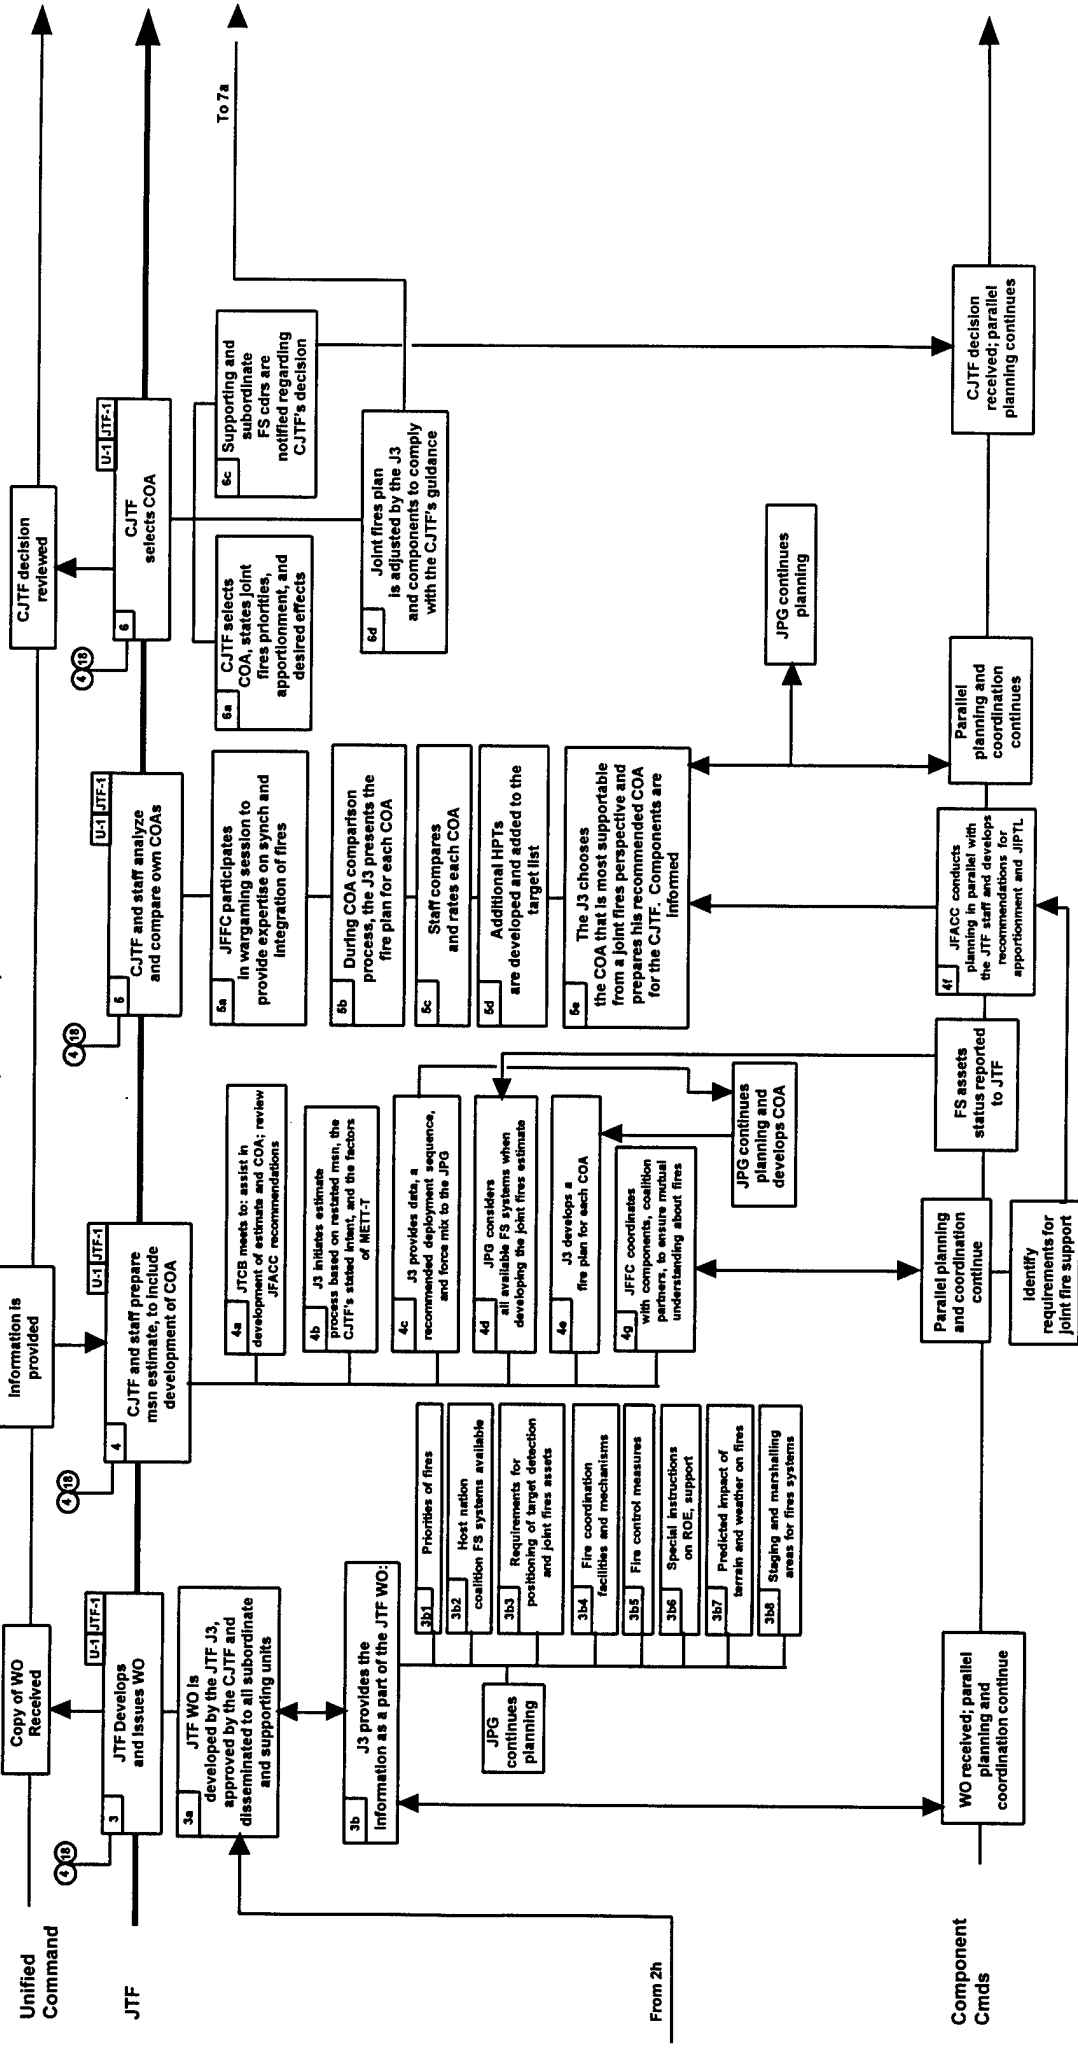 Unified
Command
Copy of WO
Received
Information is
provided
CJTF decision
reviewed
JTF
4 18
U-1 JTF-1
3
JTF Develops
and Issues WO
4 18
U-1 JTF-1
4
CJTF and staff prepare
msn estimate, to include
development of COA
4 18
U-1 JTF-1
5
CJTF and staff analyze
and compare own COAs
4 18
U-1 JTF-1
6
CJTF
selects COA
3a JTF WO is
developed by the JTF J3,
approved by the CJTF and
disseminated to all subordinate
and supporting units
3b J3 provides the
information as a part of the JTF WO:
JPG
continues
planning
3b1 Priorities of fires
3b2 Host nation
coalition FS systems available
3b3 Requirements for
positioning of target detection
and joint fires assets
3b4 Fire coordination
facilities and mechanisms
3b5 Fire control measures
3b6 Special instructions
on ROE, support
3b7 Predicted impact of
terrain and weather on fires
3b8 Staging and marshalling
areas for fires systems
4a JTCB meets to: assist in
development of estimate and COA; review
JFACC recommendations
4b J3 initiates estimate
process based on restated msn, the
CJTF's stated intent, and the factors
of METT-T
4c J3 provides data, a
recommended deployment sequence,
and force mix to the JPG
4d JPG considers
all available FS systems when
developing the joint fires estimate
4e J3 develops a
fire plan for each COA
4g JFFC coordinates
with components, coalition
partners, to ensure mutual
understanding about fires
JPG continues
planning and
develops COA
5a JFFC participates
in wargaming session to
provide expertise on synch and
integration of fires
5b During COA comparison
process, the J3 presents the
fire plan for each COA
5c Staff compares
and rates each COA
5d Additional HPTs
are developed and added to the
target list
5e The J3 chooses
the COA that is most supportable
from a joint fires perspective and
prepares his recommended COA
for the CJTF. Components are
informed
JPG continues
planning
6a CJTF selects
COA, states joint
fires priorities,
apportionment, and
desired effects
6c Supporting and
subordinate
FS cdrs are
notified regarding
CJTF's decision
6d Joint fires plan
is adjusted by the J3
and components to comply
with the CJTF's guidance
To 7a
From 2h
Component
Cmds
WO received; parallel
planning and
coordination continue
Parallel planning
and coordination
continue
Identify
requirements for
joint fire support
FS assets
status reported
to JTF
4f JFACC conducts
planning in parallel with
the JTF staff and develops
recommendations for
apportionment and JIPTL
Parallel
planning and
coordination
continues
CJTF decision
received; parallel
planning continues